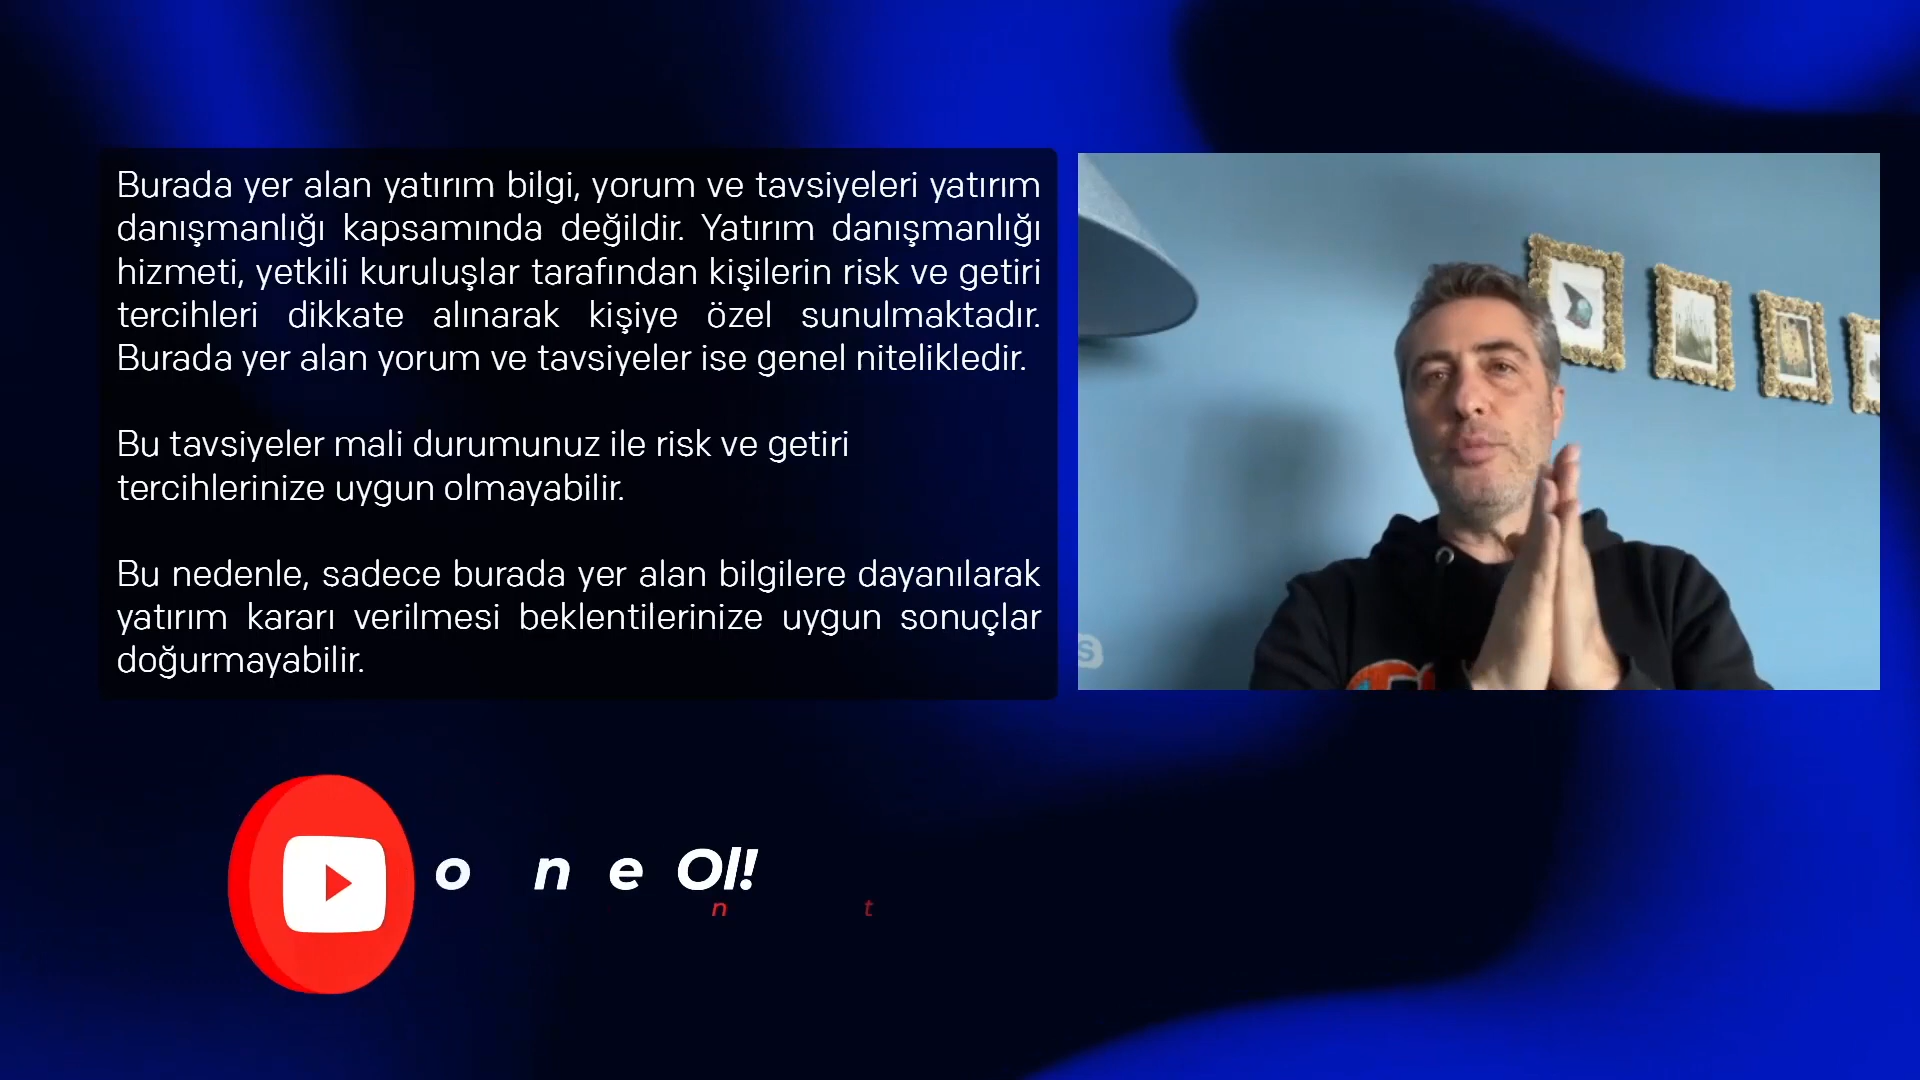 Burada yer alan yatırım bilgi, yorum ve tavsiyeleri yatırım
danışmanlığı kapsamında değildir. Yatırım danışmanlığı
hizmeti, yetkili kuruluşlar tarafından kişilerin risk ve getiri
tercihleri dikkate alınarak kişiye özel sunulmaktadır.
Burada yer alan yorum ve tavsiyeler ise genel nitelikledir.
Bu tavsiyeler mali durumunuz ile risk ve getiri
tercihlerinize uygun olmayabilir.
Bu nedenle, sadece burada yer alan bilgilere dayanılarak
yatırım kararı verilmesi beklentilerinize uygun sonuçlar
doğurmayabilir.
S
o n e Ol!
n t